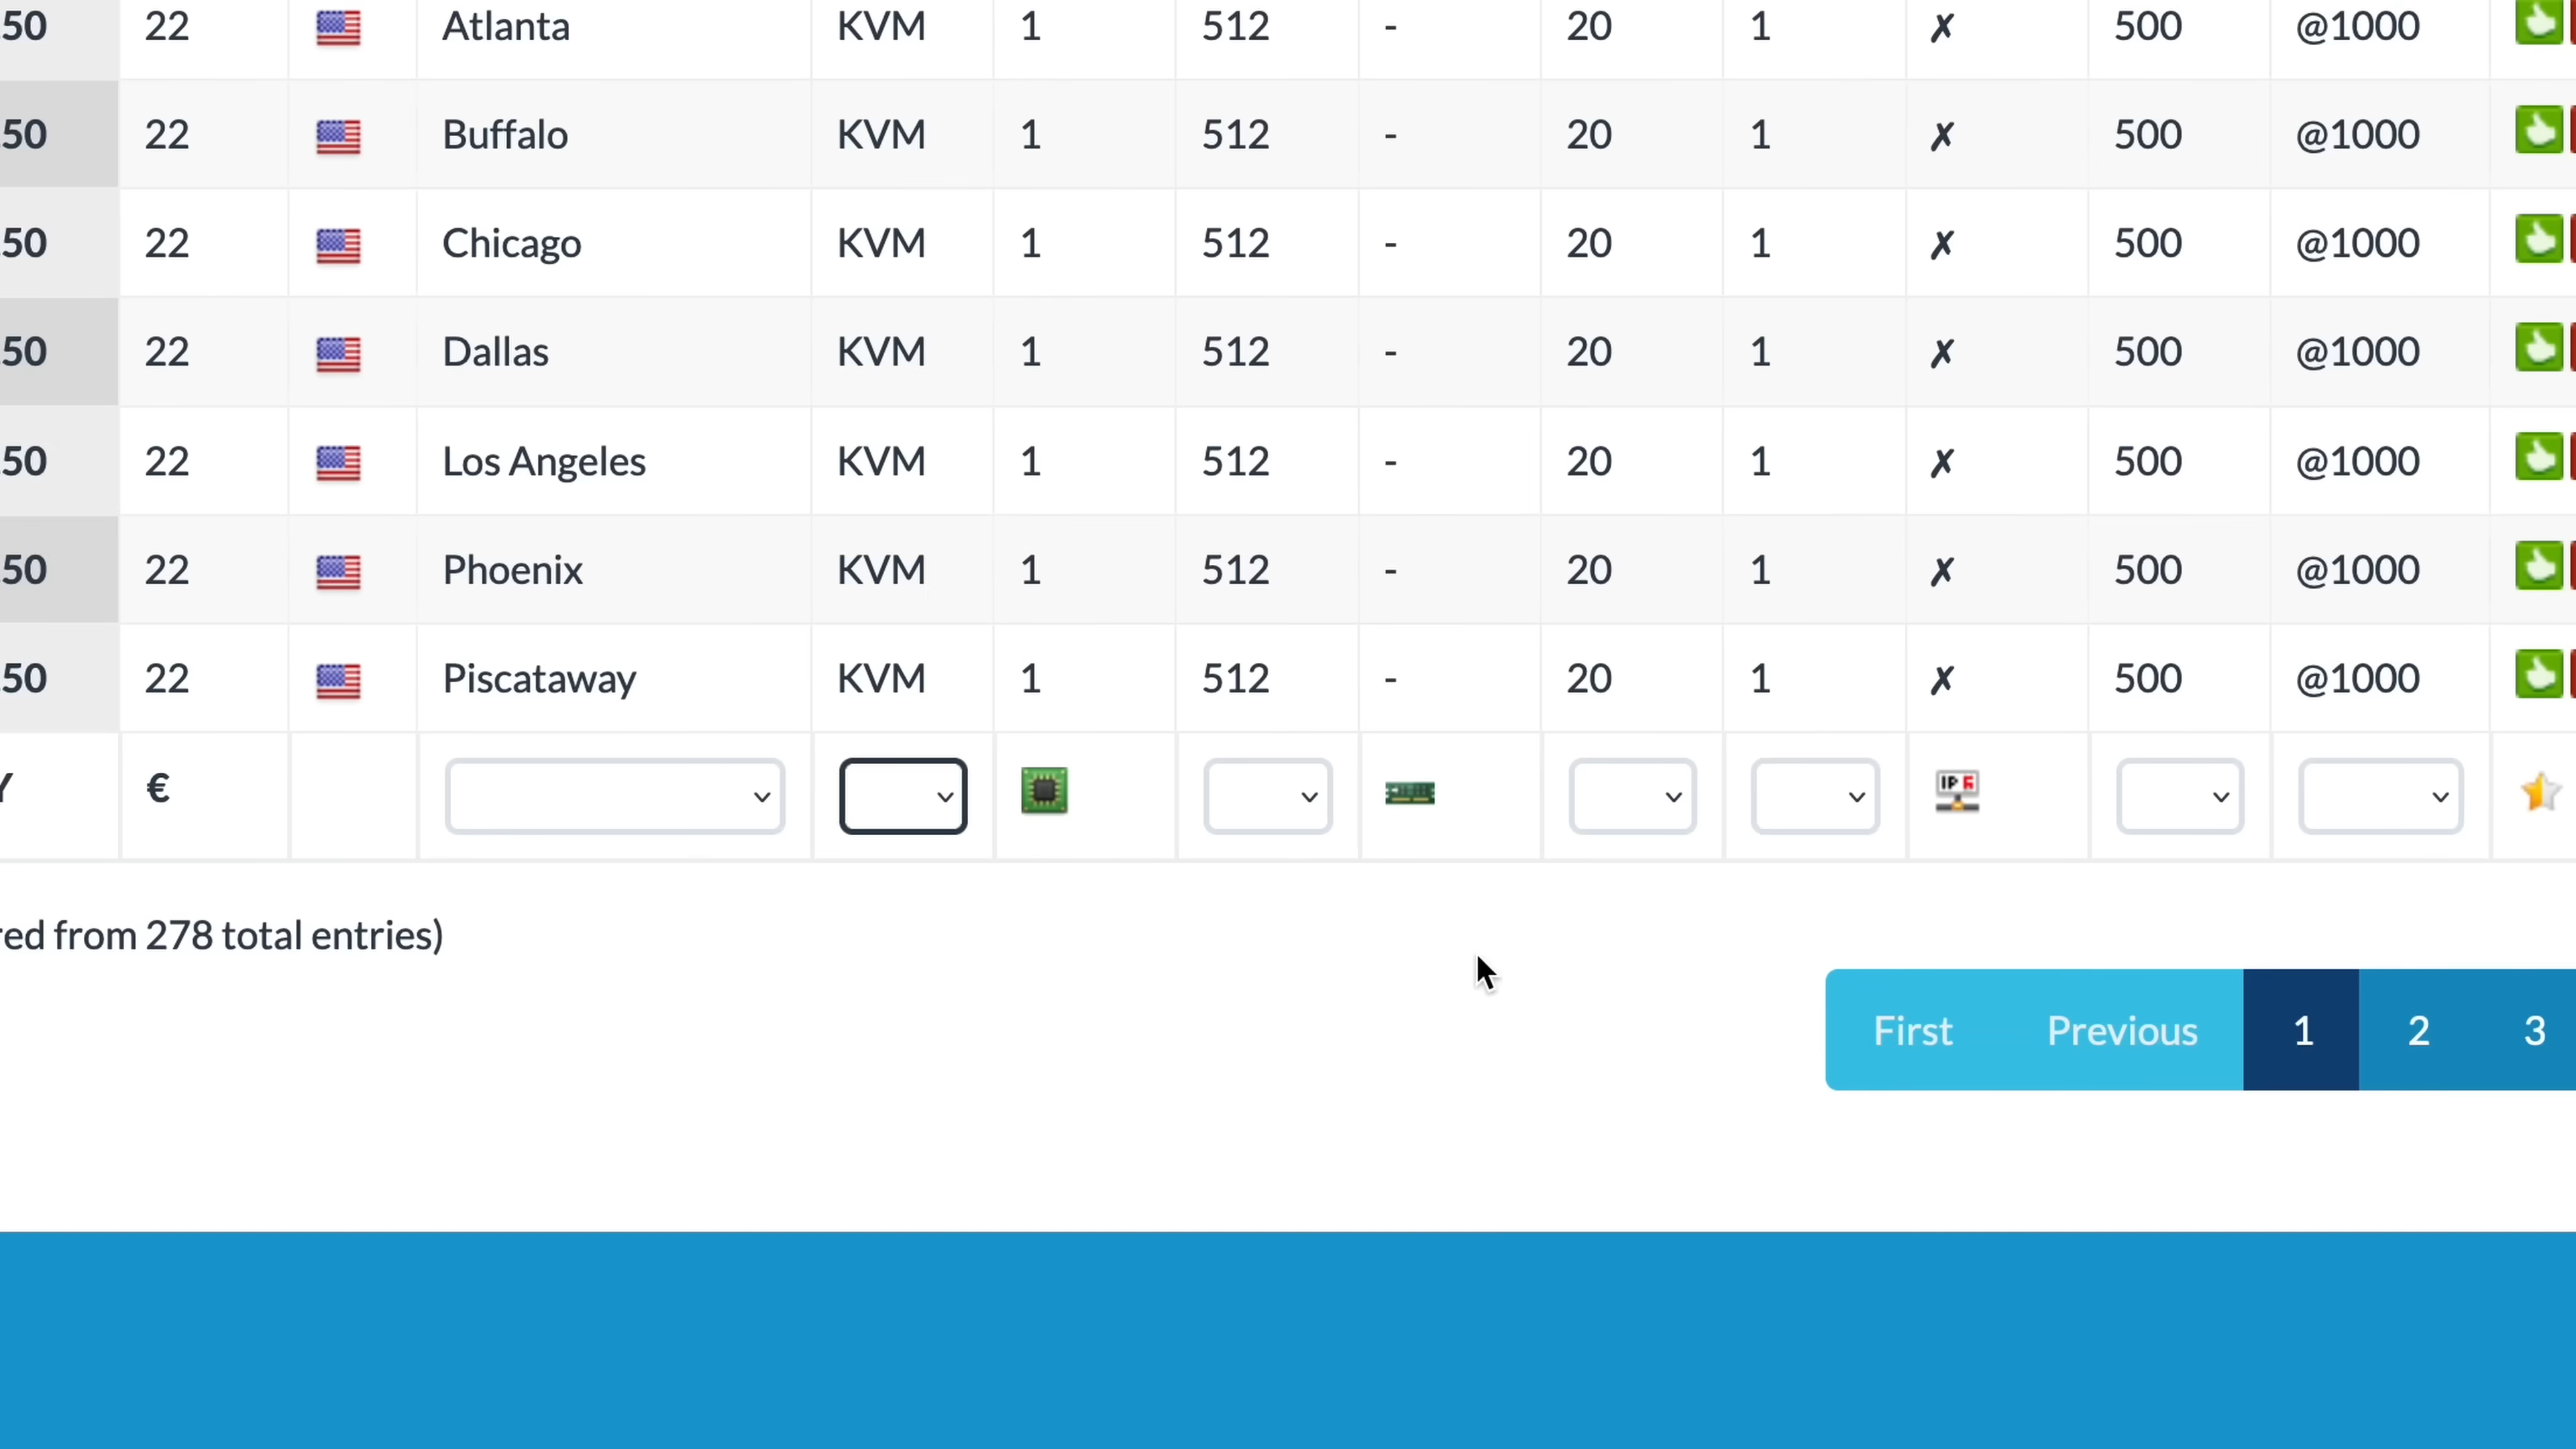 50 22 Atlanta KVM 1 512 - 20 1 ✗ 500 @1000
50 22 Buffalo KVM 1 512 - 20 1 ✗ 500 @1000
50 22 Chicago KVM 1 512 - 20 1 ✗ 500 @1000
50 22 Dallas KVM 1 512 - 20 1 ✗ 500 @1000
50 22 Los Angeles KVM 1 512 - 20 1 ✗ 500 @1000
50 22 Phoenix KVM 1 512 - 20 1 ✗ 500 @1000
50 22 Piscataway KVM 1 512 - 20 1 ✗ 500 @1000
Y € IP 6
red from 278 total entries)
First Previous 1 2 3